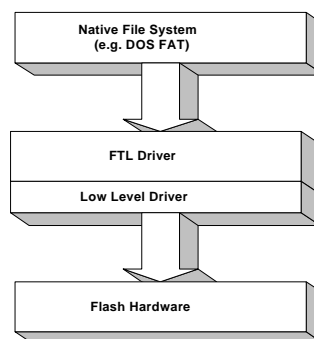 Native File System
(e.g. DOS FAT)
FTL Driver
Low Level Driver
Flash Hardware